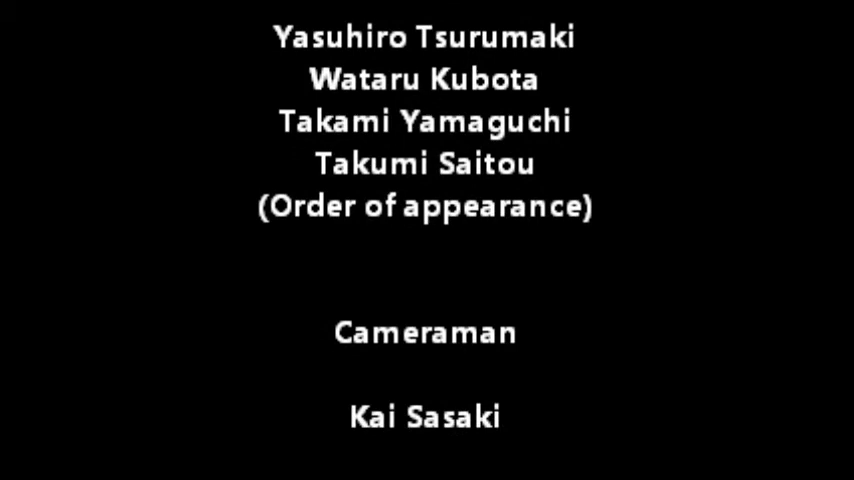 Yasuhiro Tsurumaki
Wataru Kubota
Takami Yamaguchi
Takumi Saitou
(Order of appearance)
Cameraman
Kai Sasaki